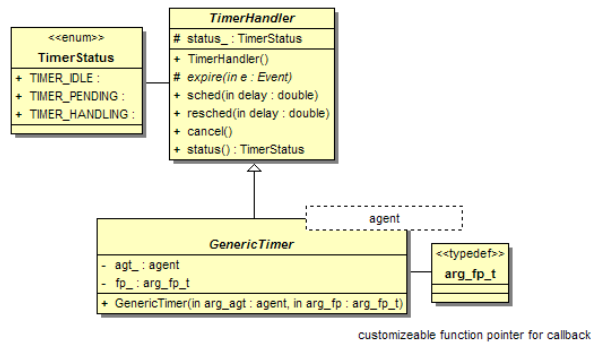 TimerHandler
# status_ : TimerStatus
+ TimerHandler()
# expire(in e : Event)
+ sched(in delay : double)
+ resched(in delay : double)
+ cancel()
+ status() : TimerStatus
<<enum>>
TimerStatus
+ TIMER_IDLE :
+ TIMER_PENDING :
+ TIMER_HANDLING :
agent
GenericTimer
- agt_ : agent
- fp_ : arg_fp_t
+ GenericTimer(in arg_agt : agent, in arg_fp : arg_fp_t)
<<typedef>>
arg_fp_t
customizeable function pointer for callback